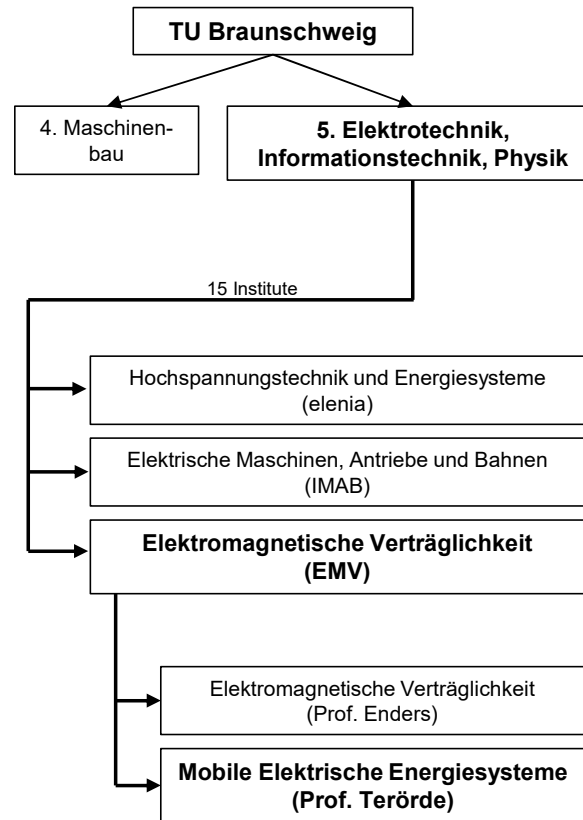 TU Braunschweig
4. Maschinen-
bau
5. Elektrotechnik,
Informationstechnik, Physik
15 Institute
Hochspannungstechnik und Energiesysteme
(elenia)
Elektrische Maschinen, Antriebe und Bahnen
(IMAB)
Elektromagnetische Verträglichkeit
(EMV)
Elektromagnetische Verträglichkeit
(Prof. Enders)
Mobile Elektrische Energiesysteme
(Prof. Terörde)